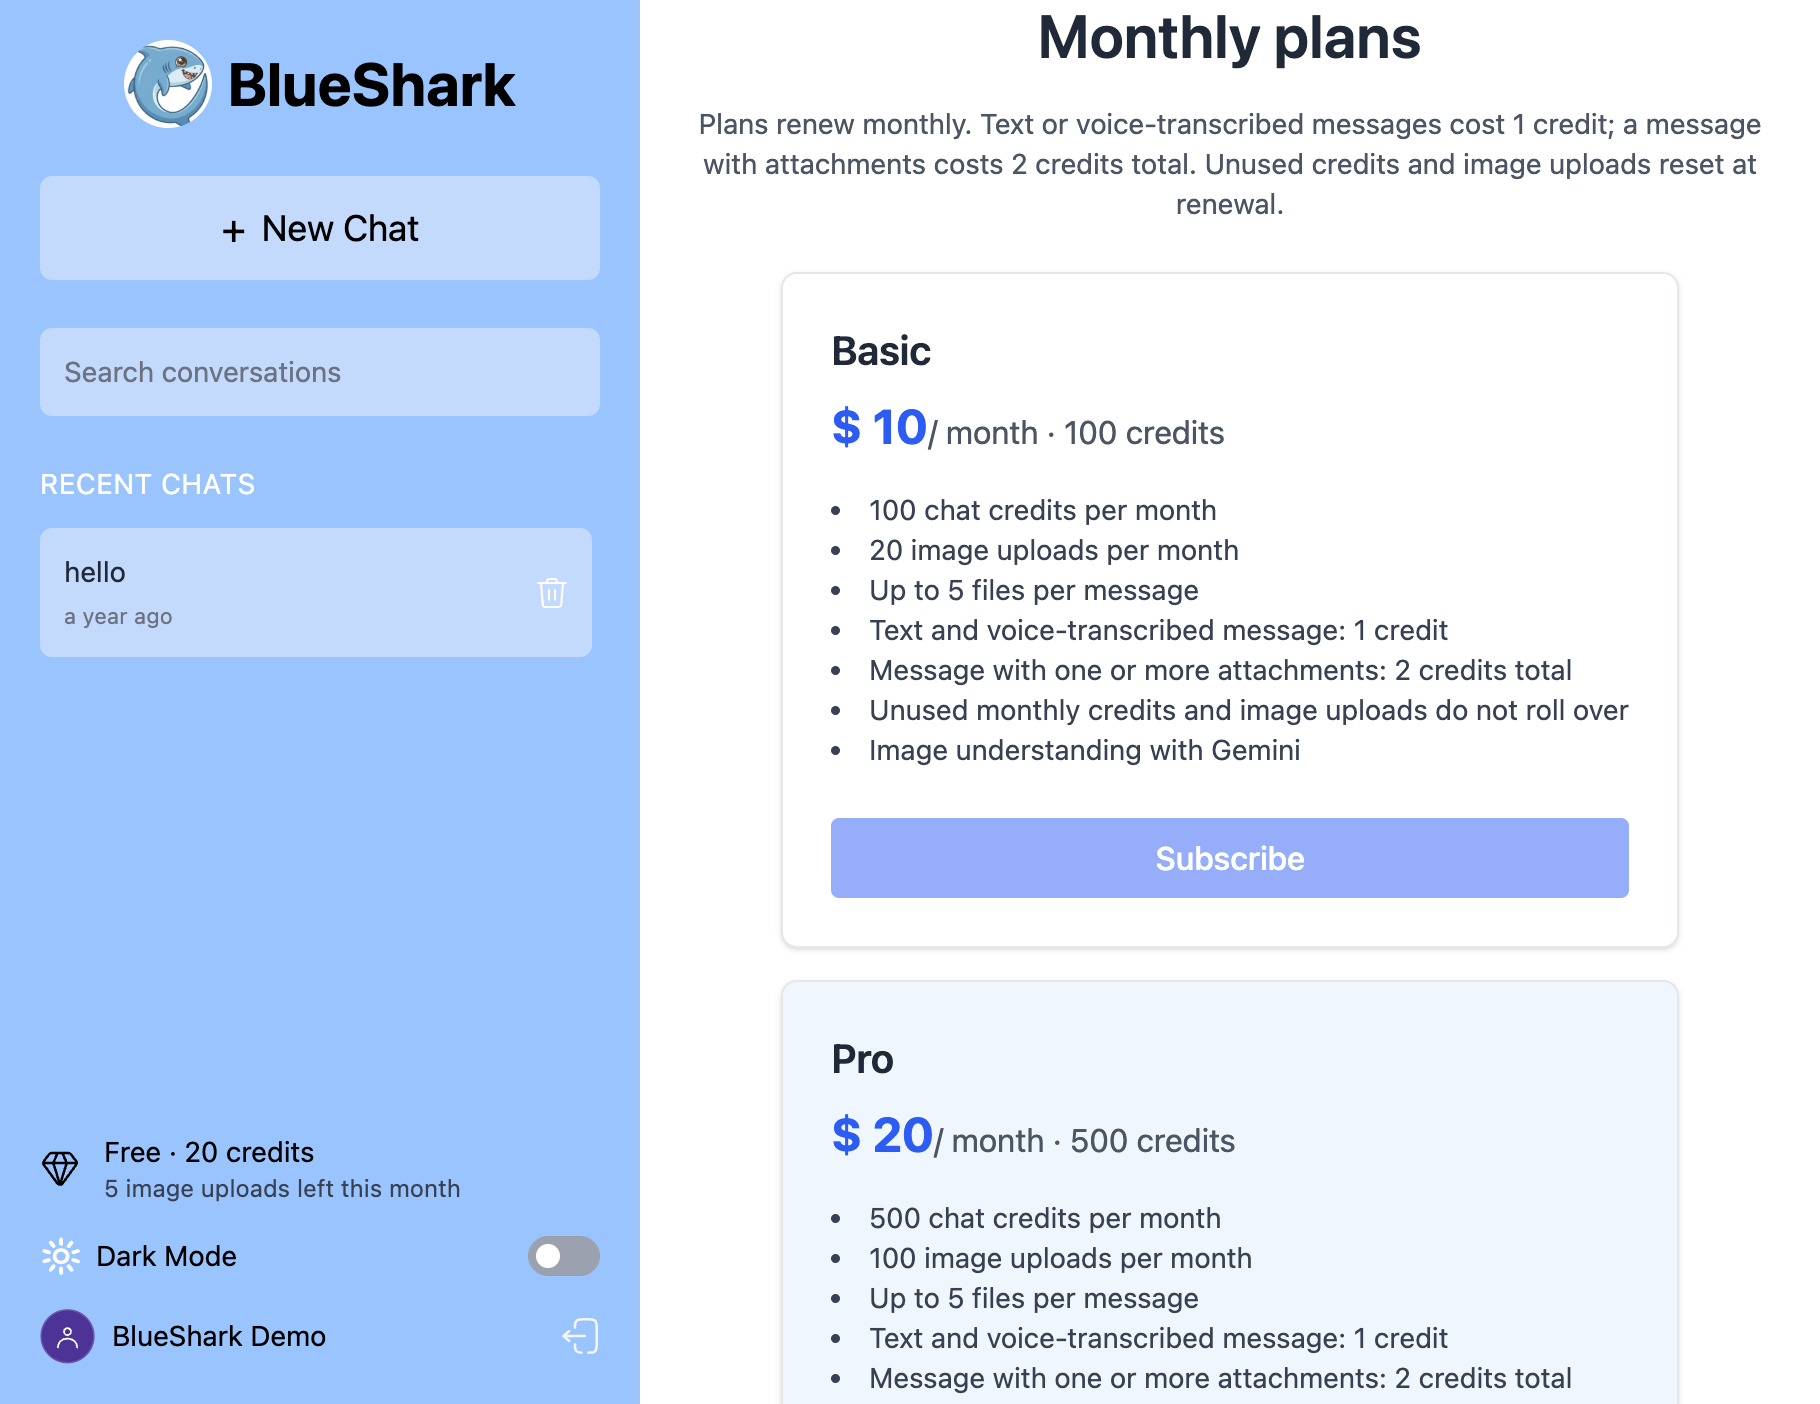 BlueShark
+ New Chat
Search conversations
RECENT CHATS
hello
a year ago
Free · 20 credits
5 image uploads left this month
Dark Mode
BlueShark Demo
Monthly plans
Plans renew monthly. Text or voice-transcribed messages cost 1 credit; a message
with attachments costs 2 credits total. Unused credits and image uploads reset at
renewal.
Basic
$ 10/ month · 100 credits
• 100 chat credits per month
• 20 image uploads per month
• Up to 5 files per message
• Text and voice-transcribed message: 1 credit
• Message with one or more attachments: 2 credits total
• Unused monthly credits and image uploads do not roll over
• Image understanding with Gemini
Subscribe
Pro
$ 20/ month · 500 credits
• 500 chat credits per month
• 100 image uploads per month
• Up to 5 files per message
• Text and voice-transcribed message: 1 credit
• Message with one or more attachments: 2 credits total